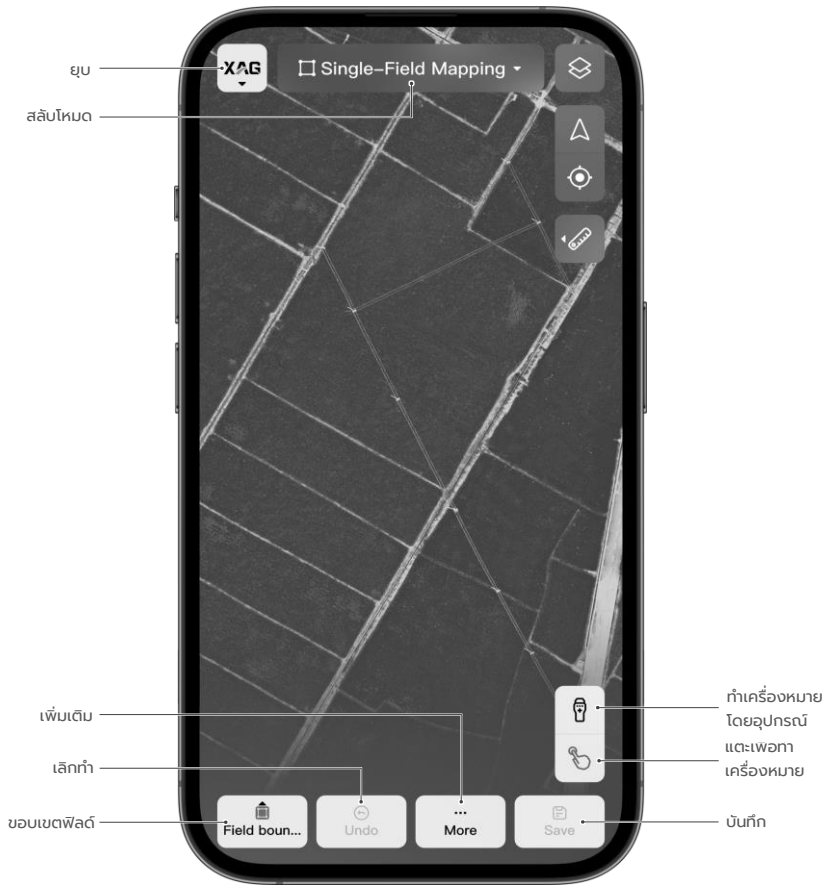 ยุบ
XAG
Single-Field Mapping
สลับโหมด
เพิ่มเติม
เลิกทำ
ขอบเขตฟิลด์
ทำเครื่องหมาย
โดยอุปกรณ์
แตะเพอทา
เครื่องหมาย
บันทึก
Field boun...
Undo
More
Save